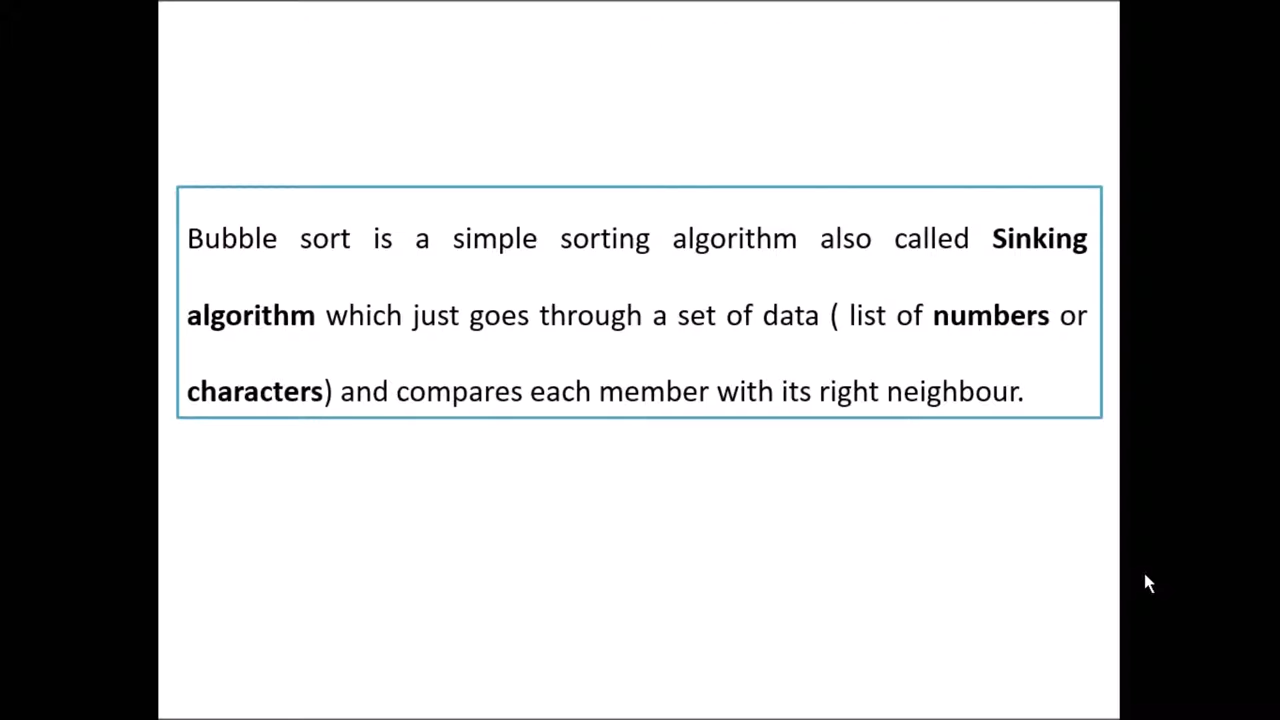 Bubble sort is a simple sorting algorithm also called Sinking
algorithm which just goes through a set of data ( list of numbers or
characters) and compares each member with its right neighbour.